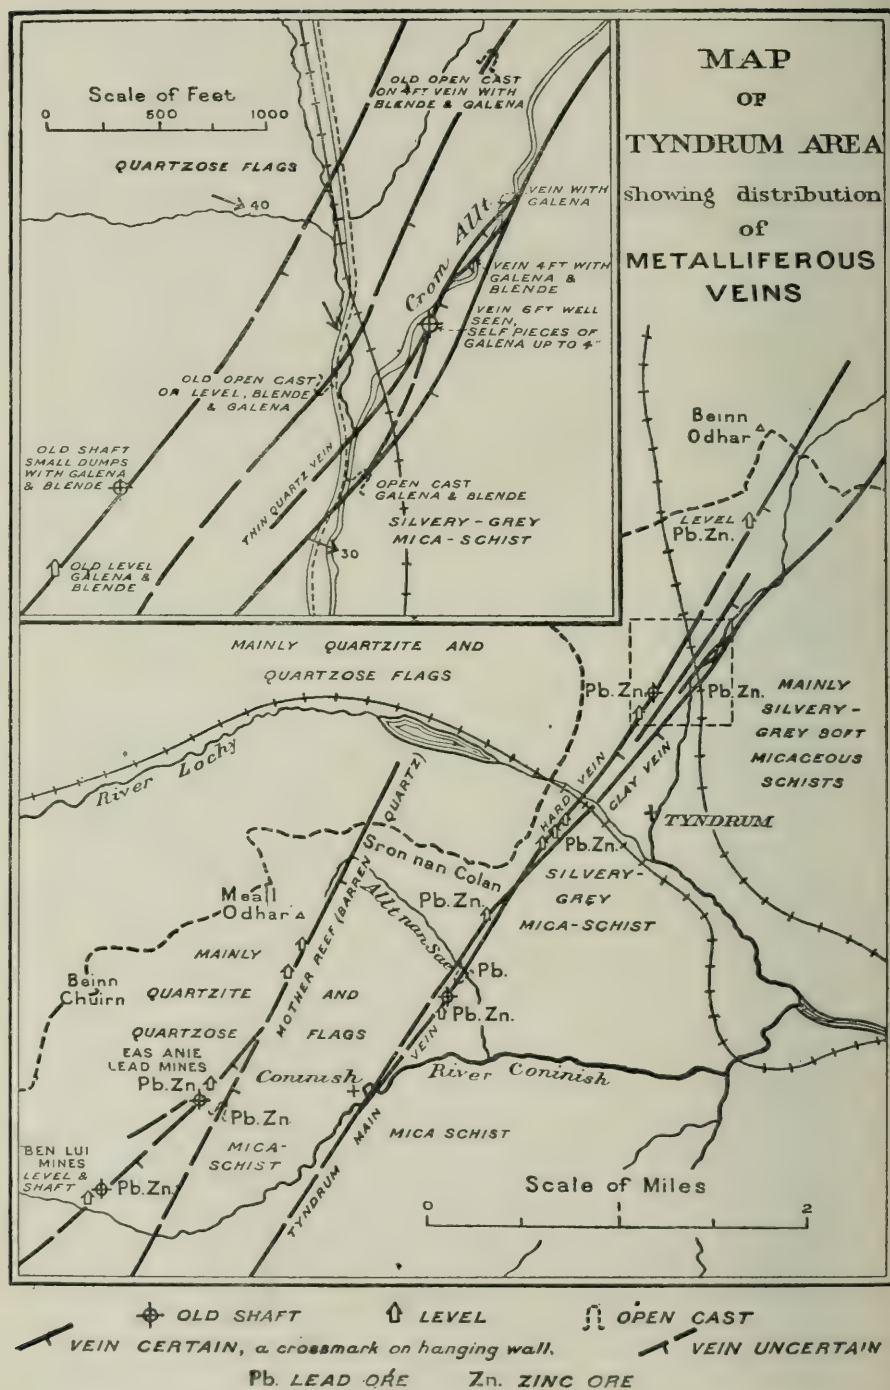 MAP
OF
TYNDRUM AREA
showing distribution
of
METALLIFEROUS
VEINS
Scale of Feet
0 500 1000
QUARTZOSE FLAGS
40
OLD OPEN CAST
ON 4FT VEIN WITH
BLENDE & GALENA
VEIN WITH
GALENA
Crom Allt
VEIN 4FT WITH
GALENA &
BLENDE
VEIN 6FT WELL
SEEN,
SELF PIECES OF
GALENA UP TO 4"
OLD OPEN CAST
OR LEVEL, BLENDE
& GALENA
OLD SHAFT
SMALL DUMPS
WITH GALENA
& BLENDE
THIN QUARTZ VEIN
OPEN CAST
GALENA & BLENDE
SILVERY-GREY
MICA-SCHIST
30
OLD LEVEL
GALENA &
BLENDE
Beinn
Odhar
LEVEL
Pb. Zn.
MAINLY QUARTZITE AND
QUARTZOSE FLAGS
Pb. Zn.
Pb. Zn.
MAINLY
SILVERY-
GREY SOFT
MICACEOUS
SCHISTS
River Lochy
HARD VEIN
CLAY VEIN
TYNDRUM
Pb. Zn.
Sron nan Colan
SILVERY-
GREY
MICA-SCHIST
Meall
Odhar
MOTHER REEF (BARREN QUARTZ)
Allt nan Sae
Pb. Zn.
Pb.
Pb. Zn.
Beinn
Chuirn
MAINLY
QUARTZITE AND
QUARTZOSE FLAGS
EAS ANIE
LEAD MINES
Pb. Zn.
Pb. Zn.
Coninish
River Coninish
TYNDRUM MAIN VEIN
MICA-
SCHIST
MICA SCHIST
BEN LUI
MINES
LEVEL &
SHAFT
Pb. Zn.
Scale of Miles
0 1 2
OLD SHAFT LEVEL OPEN CAST
VEIN CERTAIN, a crossmark on hanging wall. VEIN UNCERTAIN
Pb. LEAD ORE Zn. ZINC ORE